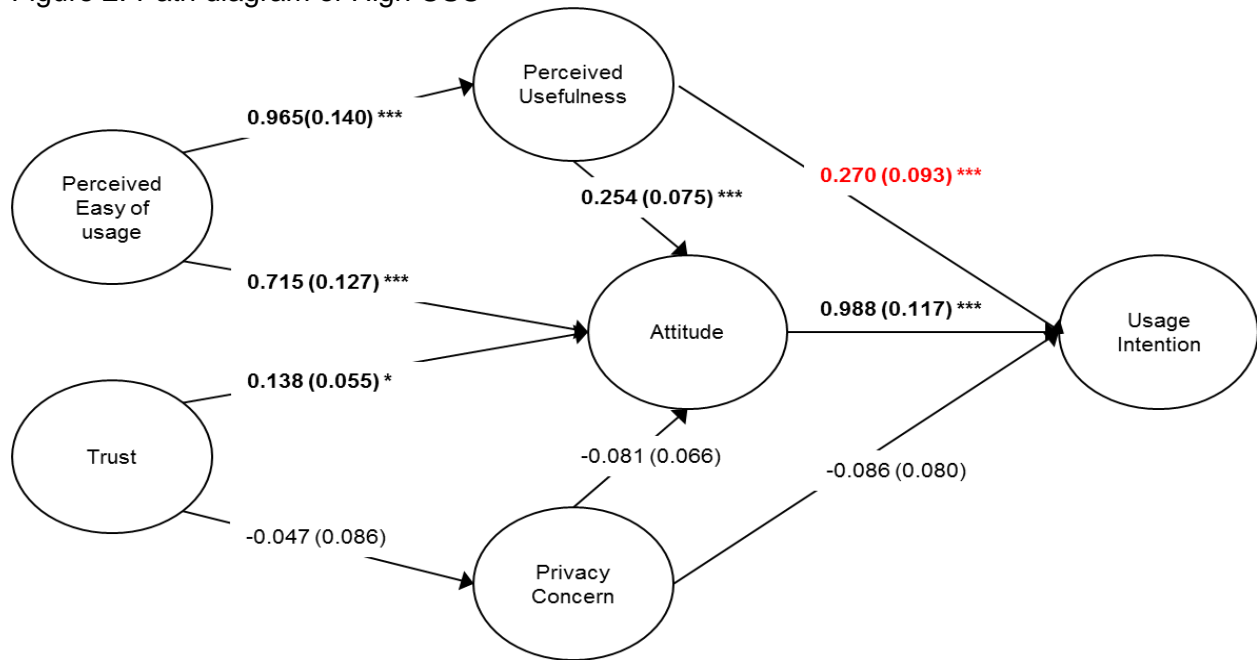 Perceived
Usefulness
0.965(0.140) ***
Perceived
Easy of
usage
0.254 (0.075) ***
0.270 (0.093) ***
0.715 (0.127) ***
Attitude
0.988 (0.117) ***
Usage
Intention
0.138 (0.055) *
Trust
-0.081 (0.066)
-0.086 (0.080)
-0.047 (0.086)
Privacy
Concern